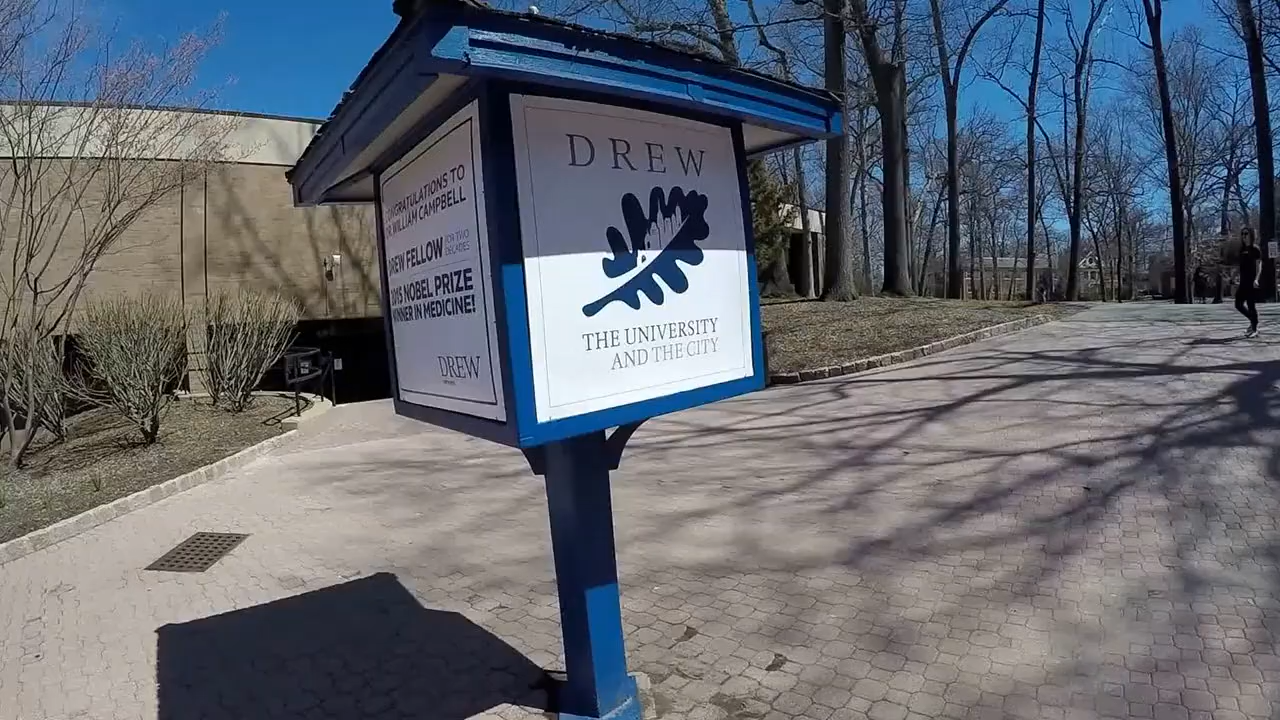 CONGRATULATIONS TO
DR WILLIAM CAMPBELL
DREW FELLOW FOR TWO
DECADES
2015 NOBEL PRIZE
WINNER IN MEDICINE!
DREW
DREW
THE UNIVERSITY
AND THE CITY